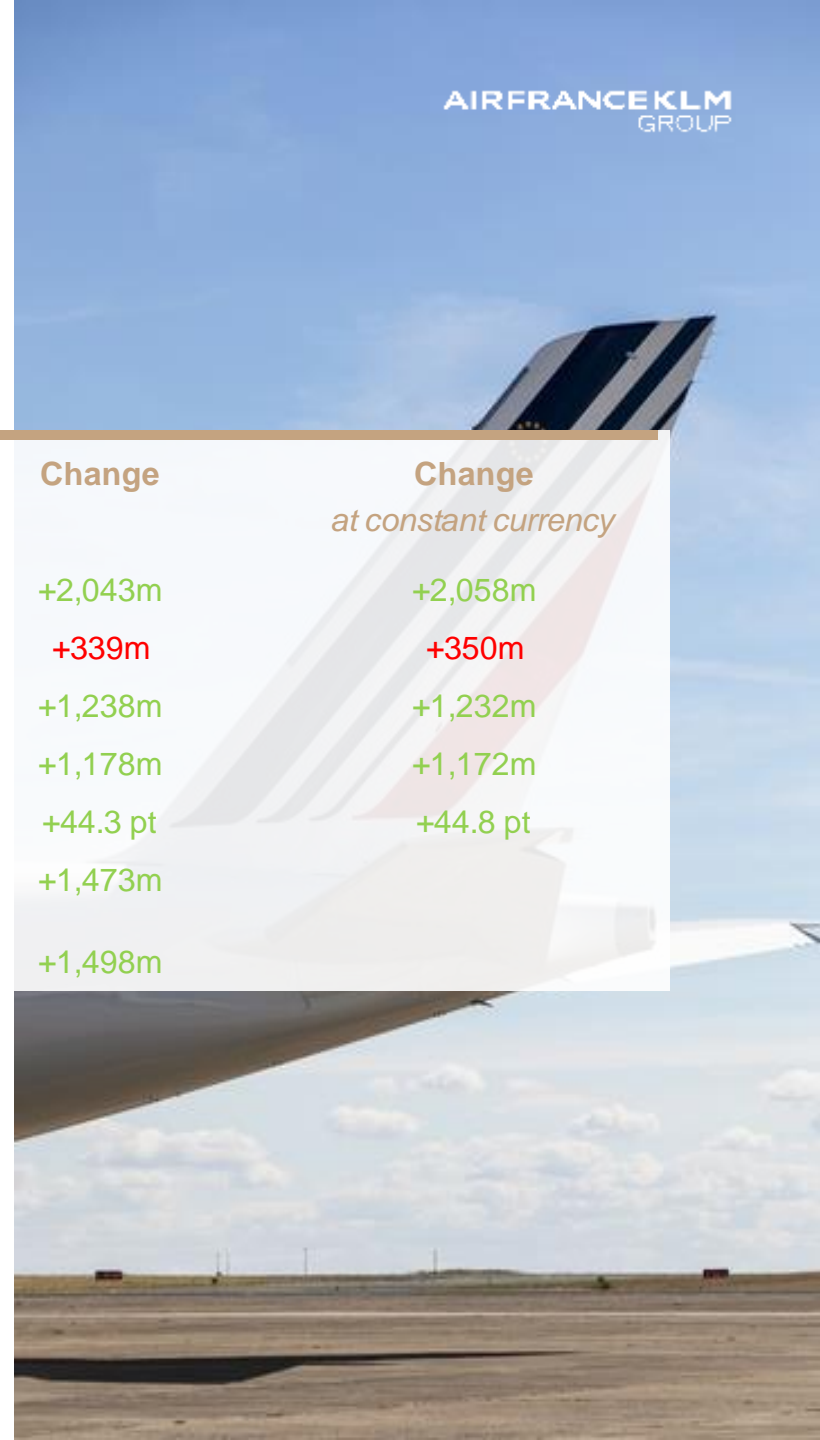 AIRFRANCEKLM
GROUP
Change Change
at constant currency
+2,043m +2,058m
+339m +350m
+1,238m +1,232m
+1,178m +1,172m
+44.3 pt +44.8 pt
+1,473m
+1,498m